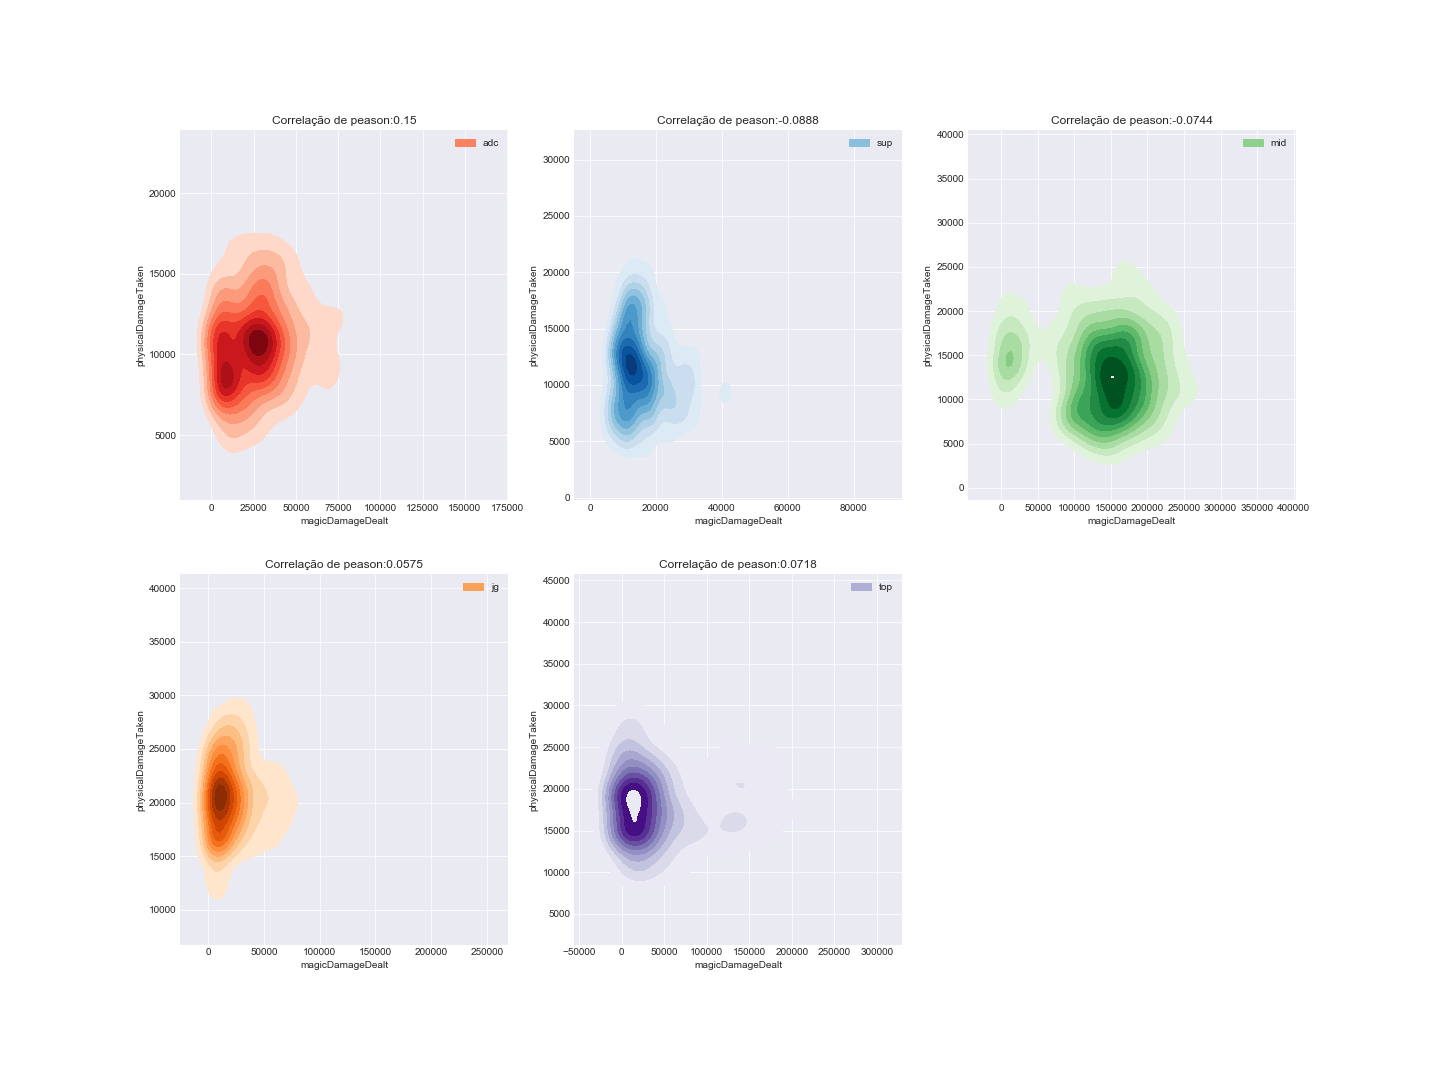 Correlação de peason:0.15
adc
20000
15000
10000
5000
physicalDamageTaken
0 25000 50000 75000 100000 125000 150000 175000
magicDamageDealt
Correlação de peason:-0.0888
sup
30000
25000
20000
15000
10000
5000
0
physicalDamageTaken
0 20000 40000 60000 80000
magicDamageDealt
Correlação de peason:-0.0744
mid
40000
35000
30000
25000
20000
15000
10000
5000
0
physicalDamageTaken
0 50000 100000 150000 200000 250000 300000 350000 400000
magicDamageDealt
Correlação de peason:0.0575
jg
40000
35000
30000
25000
20000
15000
10000
physicalDamageTaken
0 50000 100000 150000 200000 250000
magicDamageDealt
Correlação de peason:0.0718
top
45000
40000
35000
30000
25000
20000
15000
10000
5000
physicalDamageTaken
−50000 0 50000 100000 150000 200000 250000 300000
magicDamageDealt